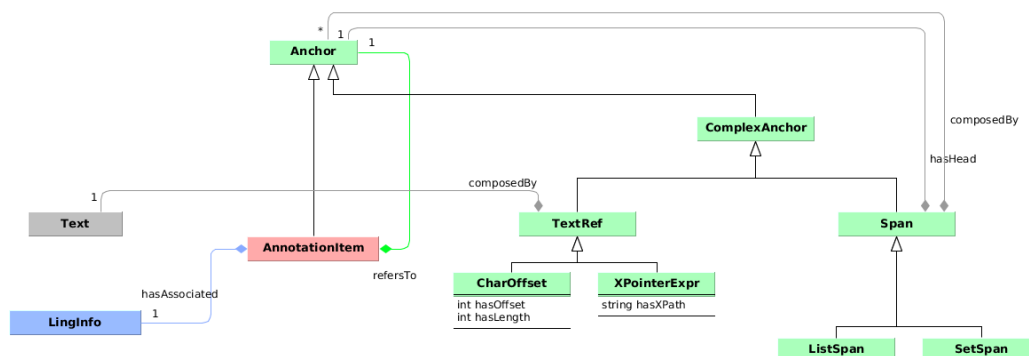 *
1
1
Anchor
ComplexAnchor
composedBy
hasHead
composedBy
1
Text
TextRef
Span
AnnotationItem
refersTo
CharOffset
XPointerExpr
hasAssociated
int hasOffset
string hasXPath
int hasLength
1
LingInfo
ListSpan
SetSpan